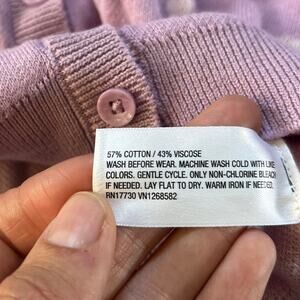 57% COTTON / 43% VISCOSE
WASH BEFORE WEAR. MACHINE WASH COLD WITH LIKE
COLORS. GENTLE CYCLE. ONLY NON-CHLORINE BLEACH
IF NEEDED. LAY FLAT TO DRY. WARM IRON IF NEEDED.
RN17730 VN1268582